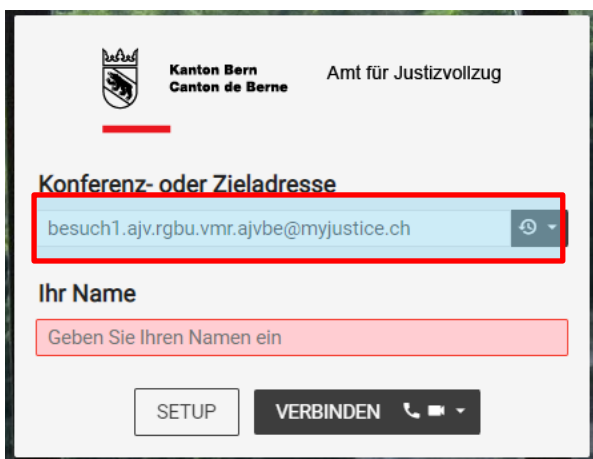 Kanton Bern
Canton de Berne
Amt für Justizvollzug
Konferenz- oder Zieladresse
besuch1.ajv.rgbu.vmr.ajvbe@myjustice.ch
Ihr Name
Geben Sie Ihren Namen ein
SETUP VERBINDEN